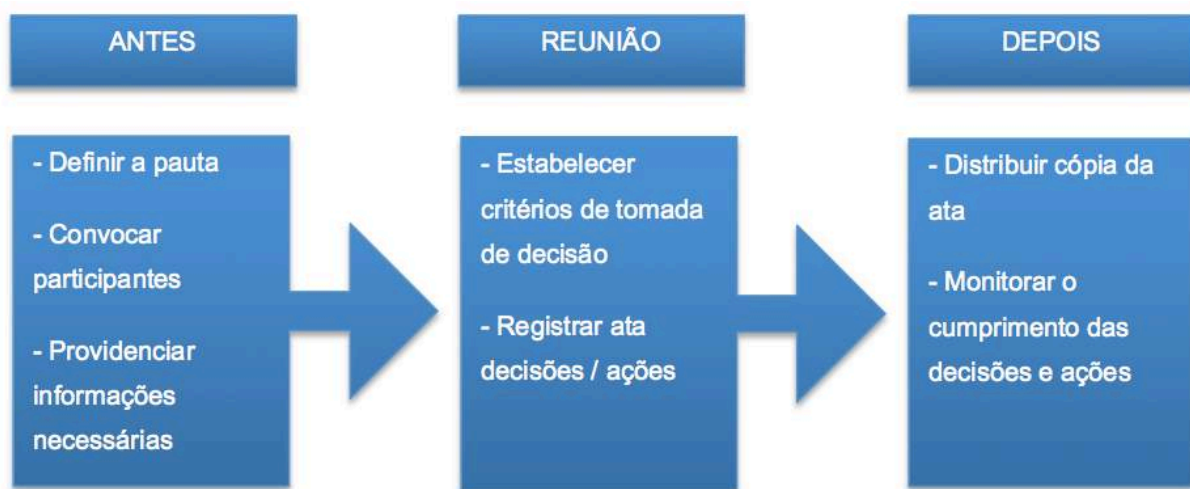 ANTES
- Definir a pauta
- Convocar
participantes
- Providenciar
informações
necessárias
REUNIÃO
- Estabelecer
critérios de tomada
de decisão
- Registrar ata
decisões / ações
DEPOIS
- Distribuir cópia da
ata
- Monitorar o
cumprimento das
decisões e ações